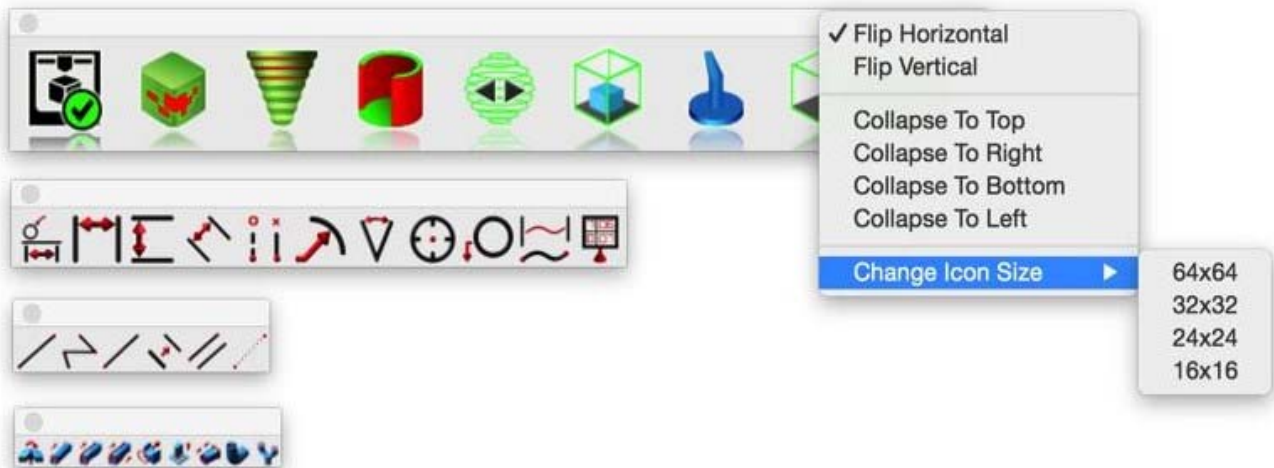 Flip Horizontal
Flip Vertical
Collapse To Top
Collapse To Right
Collapse To Bottom
Collapse To Left
Change Icon Size
64x64
32x32
24x24
16x16